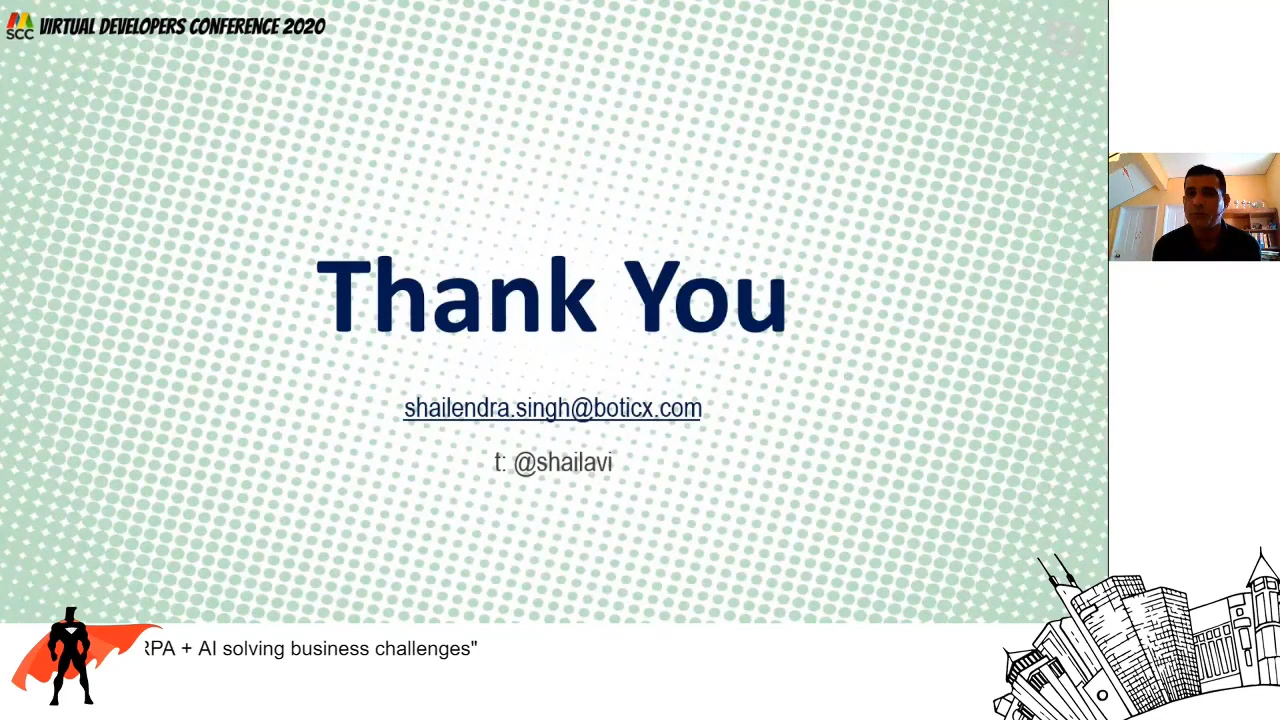 SCC VIRTUAL DEVELOPERS CONFERENCE 2020
Thank You
shailendra.singh@boticx.com
t: @shailavi
RPA + AI solving business challenges"